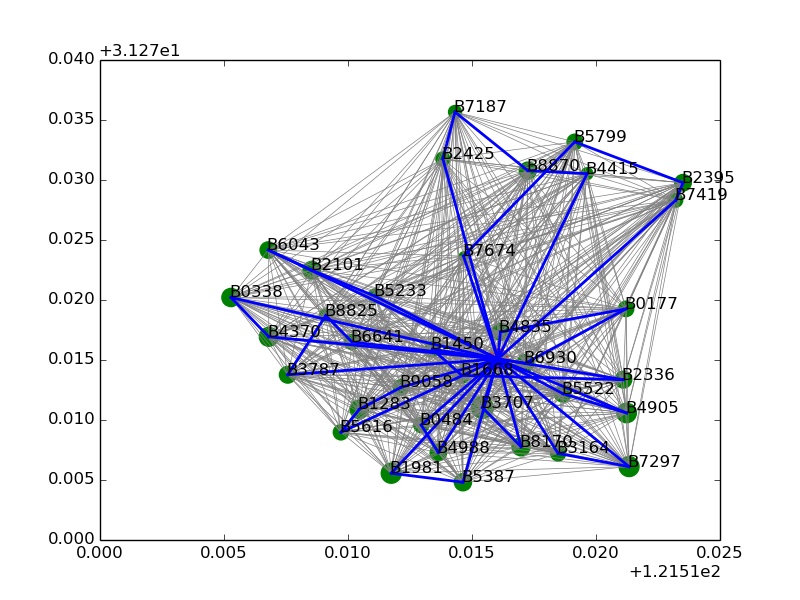 +3.127e1
0.040
B7187
0.035
B5799
B2425
B8870
B4415
0.030
B2395
B7419
0.025
B6043
B7674
B2101
B0338
B5233
0.020
B0177
B8825
B4370
B4835
B6641
B1450
0.015
B6930
B3787
B1668
B2336
B9058
B5522
B1283
B3707
B4905
0.010
B5616
B0484
B4988
B8170
B3164
B1981
B7297
B5387
0.005
0.000
0.000
0.005
0.010
0.015
0.020
0.025
+1.2151e2